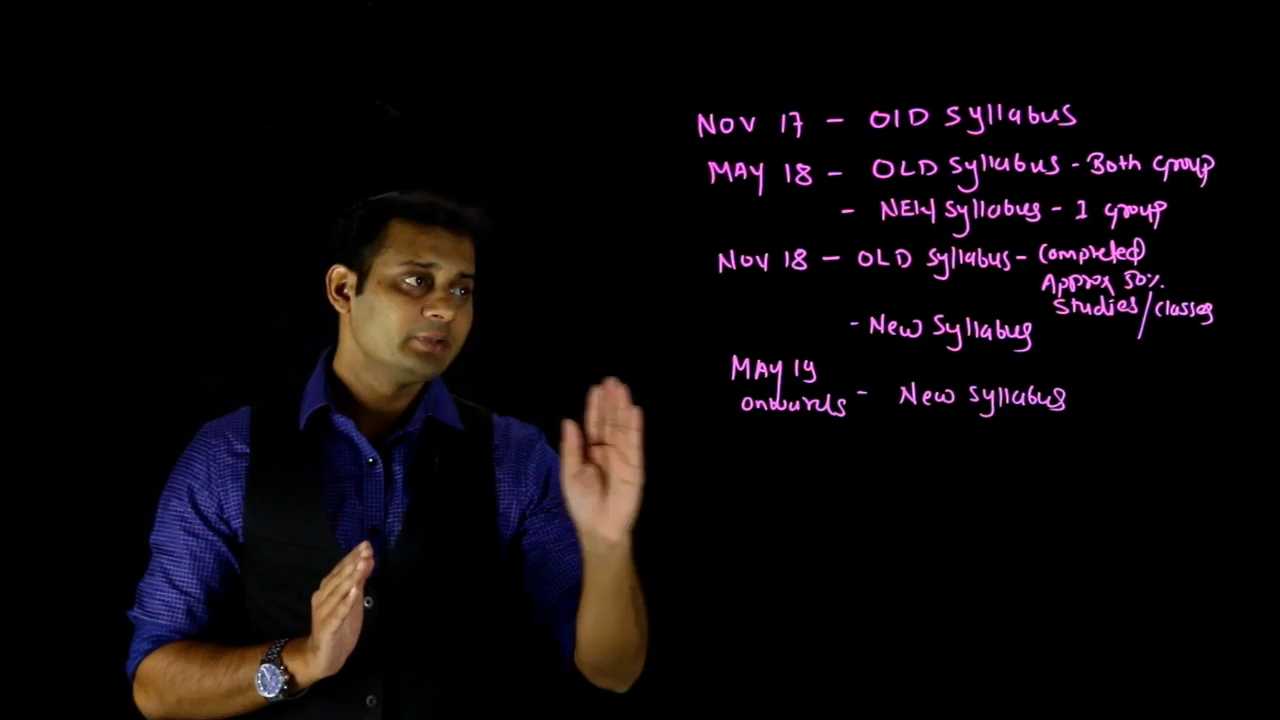 NOV 17 - OlD Syllabus
MAY 18 - OLD Syllabus - Both group
- NEW Syllabus - I group
Nov 18 - OLD Syllabus - Completed
Approx 50%
Studies/classes
- New Syllabus
MAY 19
onwards - New Syllabus